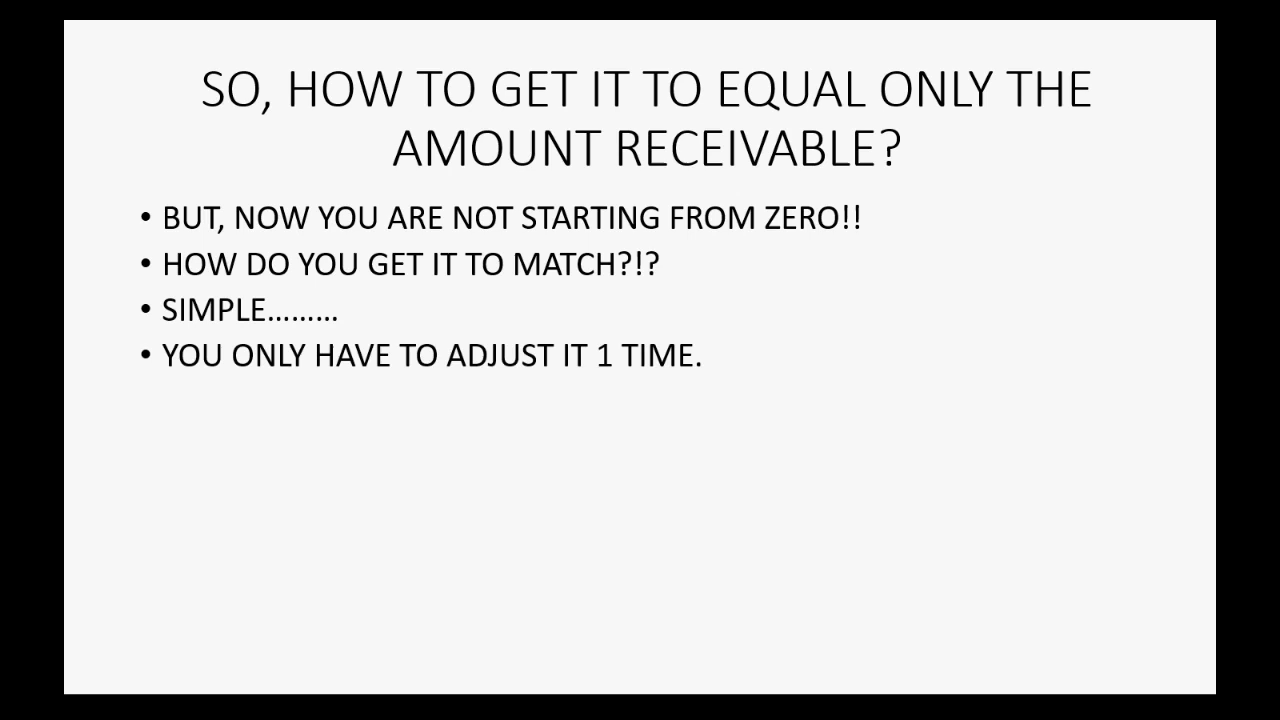 SO, HOW TO GET IT TO EQUAL ONLY THE
AMOUNT RECEIVABLE?
• BUT, NOW YOU ARE NOT STARTING FROM ZERO!!
• HOW DO YOU GET IT TO MATCH?!?
• SIMPLE………
• YOU ONLY HAVE TO ADJUST IT 1 TIME.